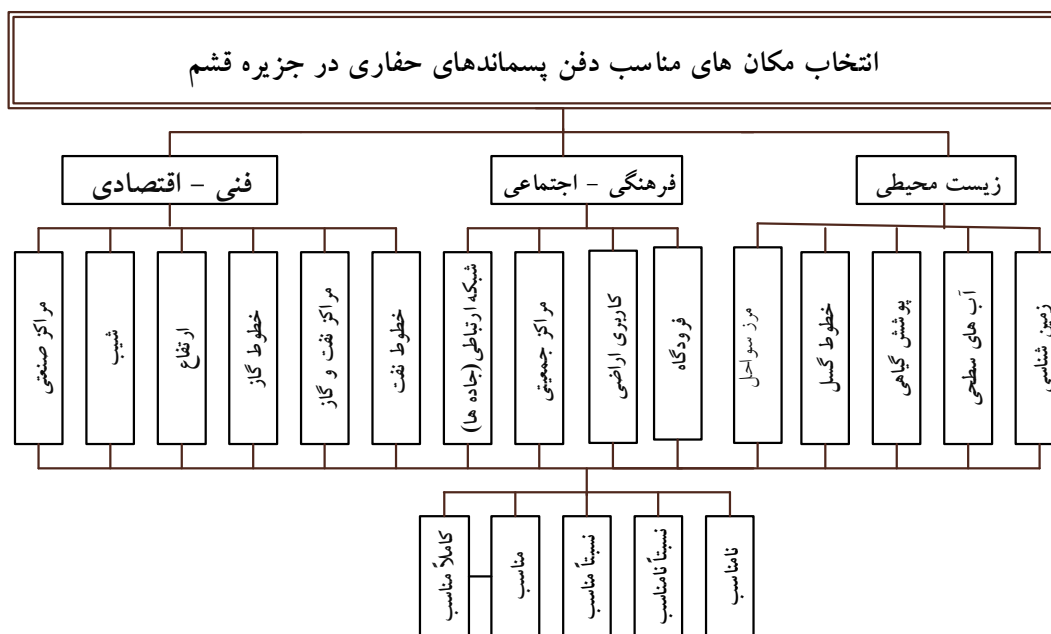 انتخاب مکان های مناسب دفن پسماندهای حفاری در جزیره قشم
زیست محیطی
فرهنگی - اجتماعی
فنی - اقتصادی
زمین شناسی
آب های سطحی
پوشش گیاهی
خطوط گسل
مرز سواحل
فرودگاه
کاربری اراضی
مراکز جمعیتی
شبکه ارتباطی (جاده ها)
خطوط نفت
مراکز نفت و گاز
خطوط گاز
ارتفاع
شیب
مراکز صنعتی
نامناسب
نسبتاً نامناسب
نسبتاً مناسب
مناسب
کاملاً مناسب